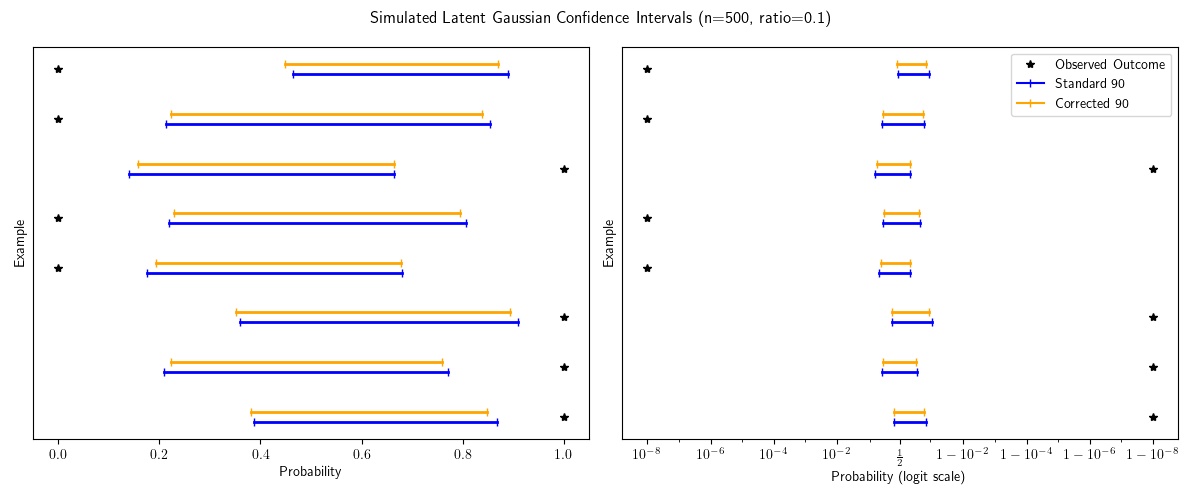 Simulated Latent Gaussian Confidence Intervals (n=500, ratio=0.1)
Example
0.0 0.2 0.4 0.6 0.8 1.0
Probability
Example
Observed Outcome
Standard 90
Corrected 90
10⁻⁸ 10⁻⁶ 10⁻⁴ 10⁻² 1/2 1 − 10⁻² 1 − 10⁻⁴ 1 − 10⁻⁶ 1 − 10⁻⁸
Probability (logit scale)